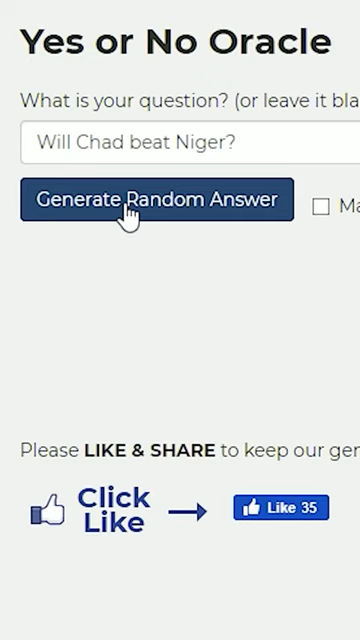 Yes or No Oracle
What is your question? (or leave it bla
Will Chad beat Niger?
Generate Random Answer
Ma
Please LIKE & SHARE to keep our ger
Click
Like
Like 35